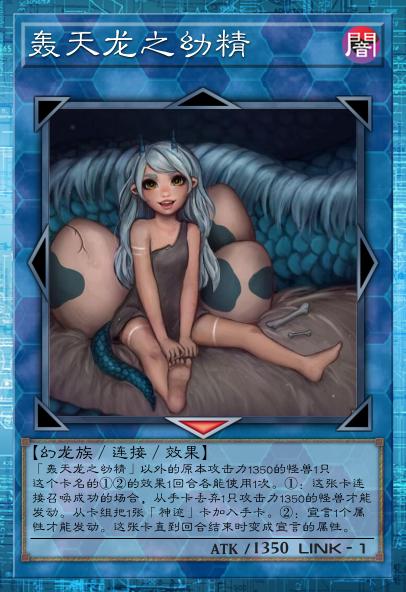 轰天龙之幼精
闇
【幻龙族／连接／效果】
「轰天龙之幼精」以外的原本攻击力1350的怪兽1只
这个卡名的①②的效果1回合各能使用1次。①：这张卡连
接召唤成功的场合，从手卡去弃1只攻击力1350的怪兽才能
发动。从卡组把1张「神迹」卡加入手卡。②：宣言1个属
性才能发动。这张卡直到回合结束时变成宣言的属性。
ATK /1350 LINK - 1